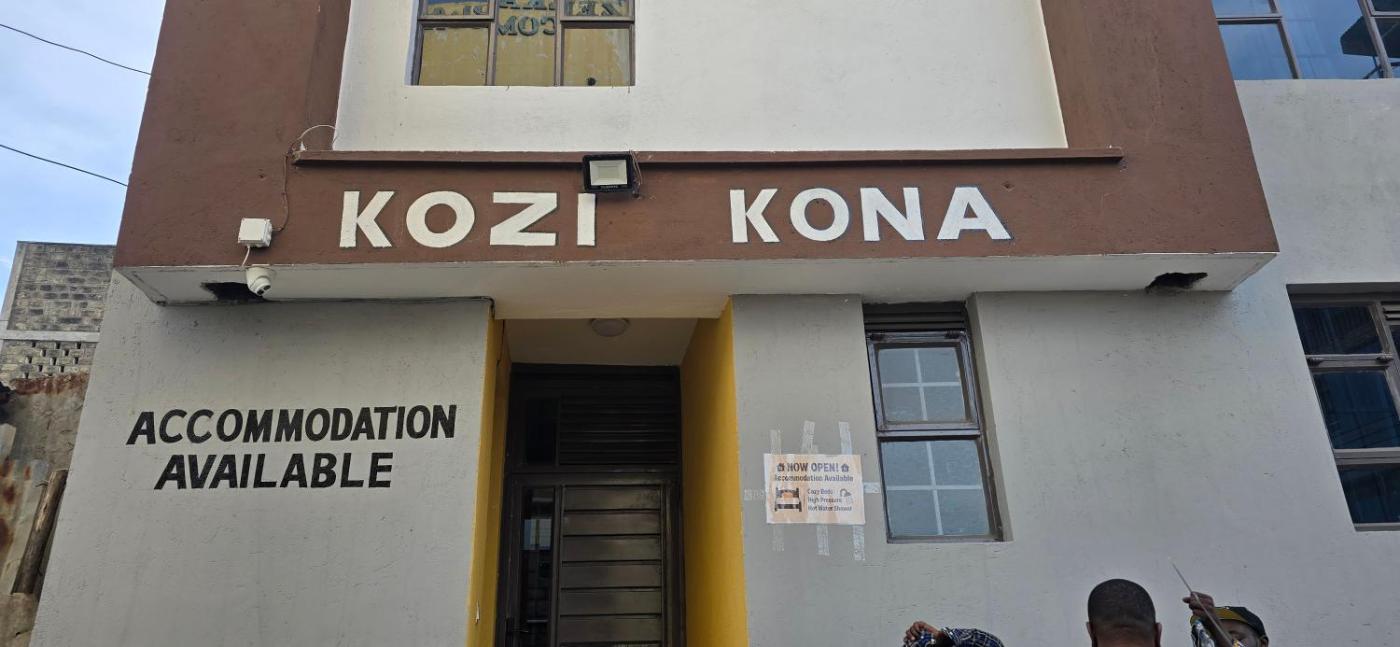 KOZI KONA
ACCOMMODATION
AVAILABLE
NOW OPEN!
Accommodation Available
Cozy Beds
High Pressure
Hot Water Shower